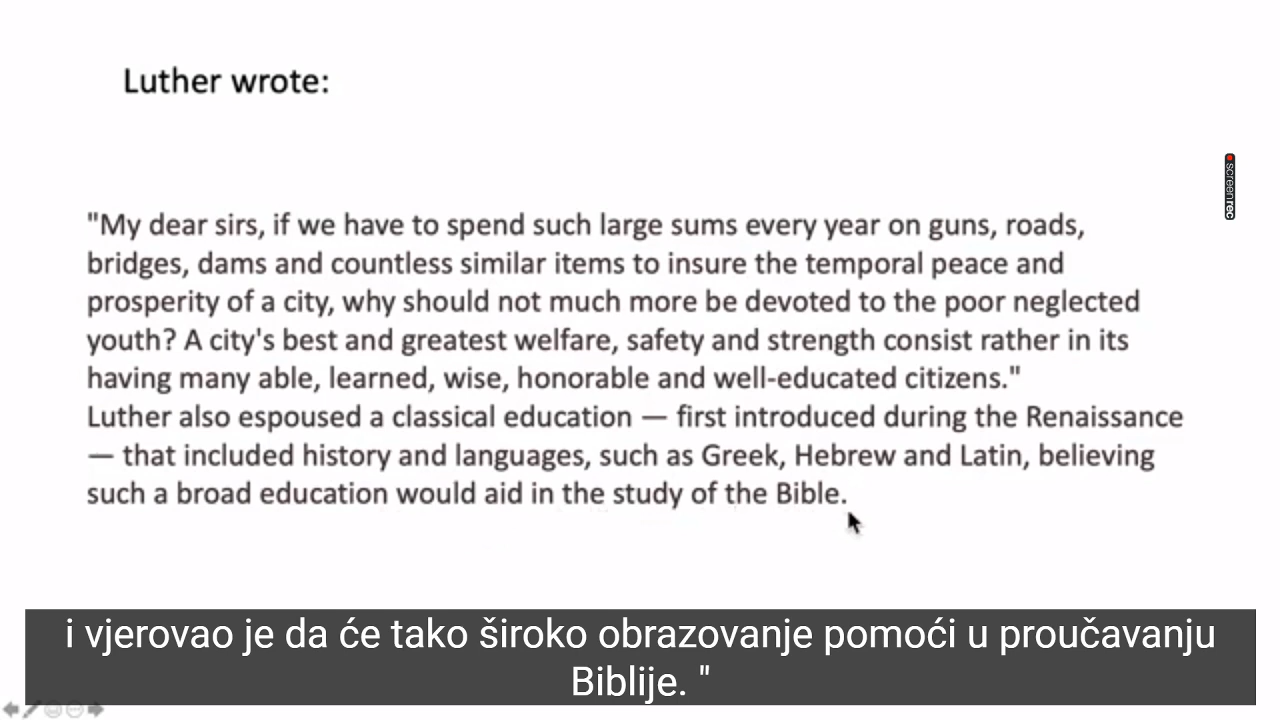 Luther wrote:
screenrec
"My dear sirs, if we have to spend such large sums every year on guns, roads,
bridges, dams and countless similar items to insure the temporal peace and
prosperity of a city, why should not much more be devoted to the poor neglected
youth? A city's best and greatest welfare, safety and strength consist rather in its
having many able, learned, wise, honorable and well-educated citizens."
Luther also espoused a classical education — first introduced during the Renaissance
— that included history and languages, such as Greek, Hebrew and Latin, believing
such a broad education would aid in the study of the Bible.
i vjerovao je da će tako široko obrazovanje pomoći u proučavanju
Biblije. "